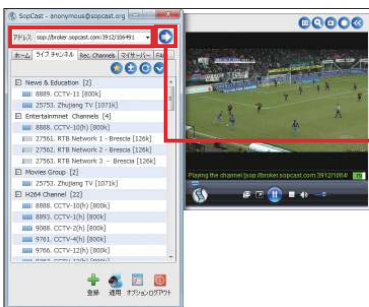 SopCast - anonymous@sopcast.org
アドレス sop://broker.sopcast.com:3912/106491
ホーム ライブチャンネル Rec. Channels マイサーバー FAQ
News & Education [2]
8889. CCTV-11 [800k]
25753. Zhujiang TV [1071k]
Entertainmnet Channels [4]
8888. CCTV-10(h) [800k]
27561. RTB Network 1 - Brescia [126k]
27562. RTB Network 2 - Brescia [126k]
27563. RTB Network 3 - Brescia [126k]
Movies Group [2]
25753. Zhujiang TV [1071k]
H264 Channel [22]
8888. CCTV-10(h) [800k]
8893. CCTV-1(h) [800k]
9088. CCTV-2(h) [800k]
9761. CCTV-4(h) [800k]
9766. CCTV-12(h) [800k]
登録 適用 オプション ログアウト
Playing the channel [sop://broker.sopcast.com:3912/1064